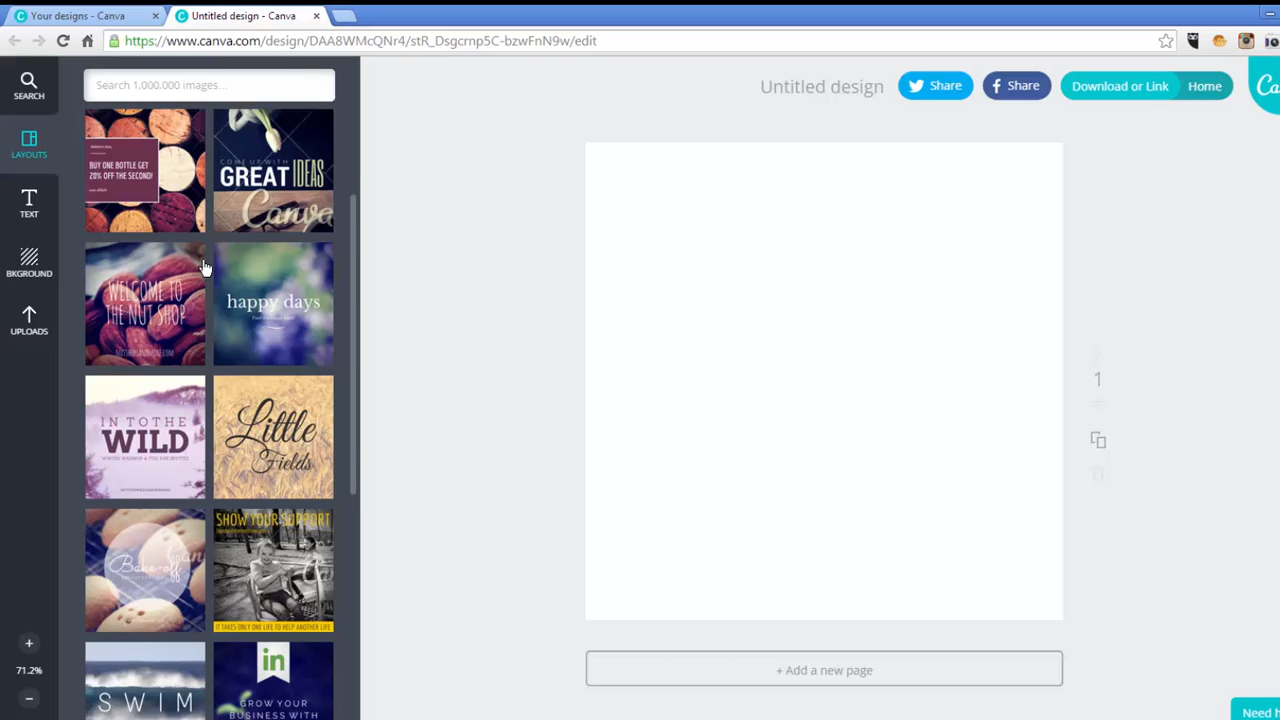 Your designs - Canva
Untitled design - Canva
https://www.canva.com/design/DAA8WMcQNr4/stR_Dsgcrnp5C-bzwFnN9w/edit
SEARCH
LAYOUTS
TEXT
BKGROUND
UPLOADS
71.2%
Search 1,000,000 images...
BUY ONE BOTTLE GET
20% OFF THE SECOND!
COME UP WITH
GREAT IDEAS
Canva
WELCOME TO
THE NUT SHOP
happy days
IN TO THE
WILD
Little
Fields
Bake-off
SHOW YOUR SUPPORT
IT TAKES ONLY ONE LIFE TO HELP ANOTHER LIFE
SWIM
in
GROW YOUR
BUSINESS WITH
Untitled design
Share
Share
Download or Link
Home
1
+ Add a new page